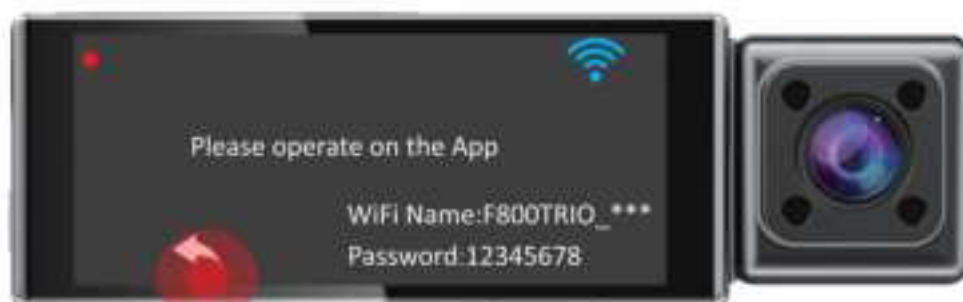 Please operate on the App
WiFi Name:F800TRIO_***
Password:12345678